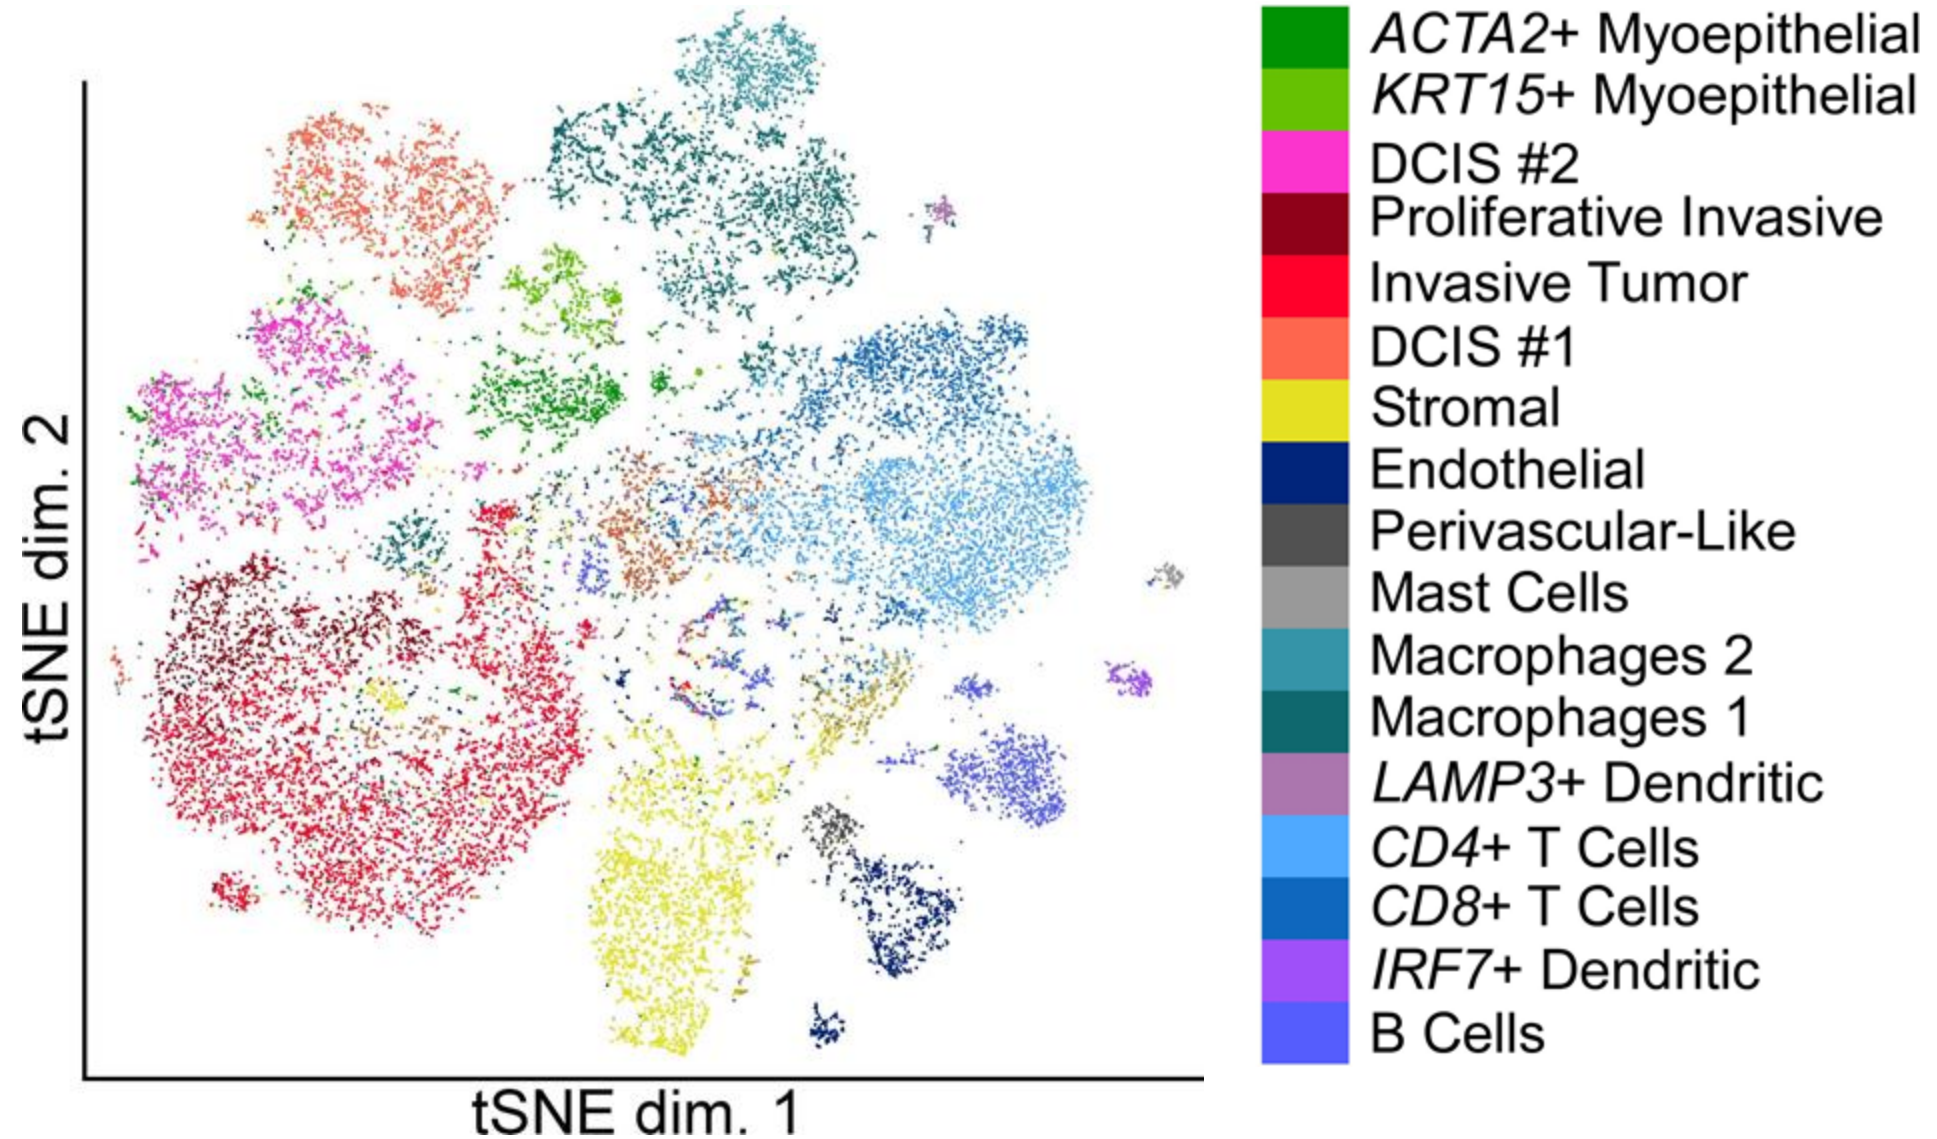 tSNE dim. 2
tSNE dim. 1
ACTA2+ Myoepithelial
KRT15+ Myoepithelial
DCIS #2
Proliferative Invasive
Invasive Tumor
DCIS #1
Stromal
Endothelial
Perivascular-Like
Mast Cells
Macrophages 2
Macrophages 1
LAMP3+ Dendritic
CD4+ T Cells
CD8+ T Cells
IRF7+ Dendritic
B Cells